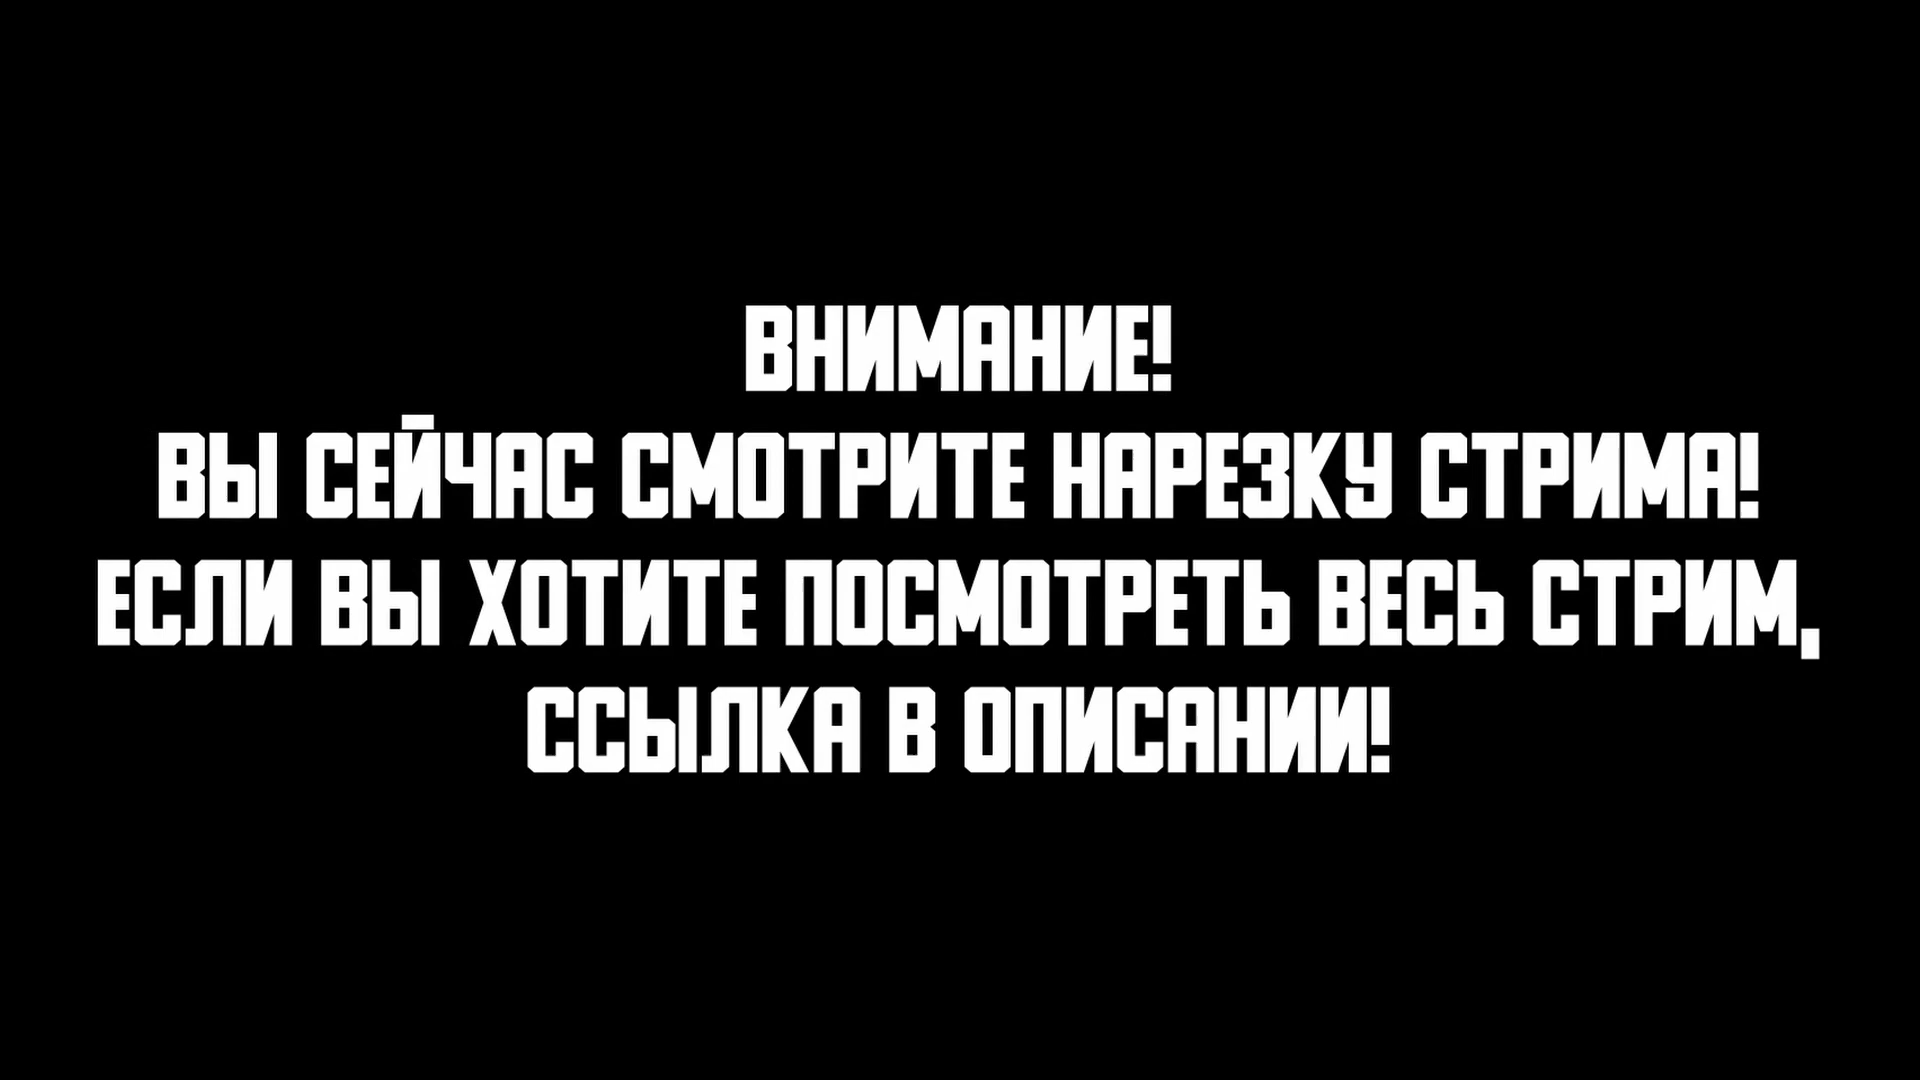 ВНИМАНИЕ!
ВЫ СЕЙЧАС СМОТРИТЕ НАРЕЗКУ СТРИМА!
ЕСЛИ ВЫ ХОТИТЕ ПОСМОТРЕТЬ ВЕСЬ СТРИМ,
ССЫЛКА В ОПИСАНИИ!